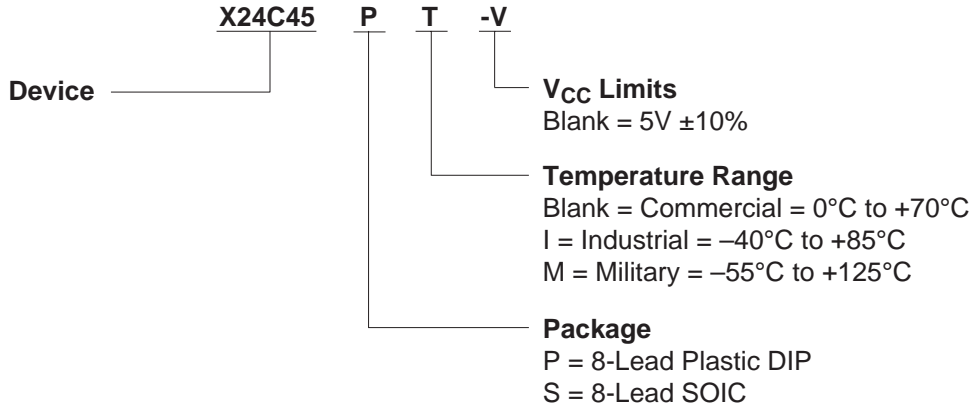 X24C45 P T -V
Device
VCC Limits
Blank = 5V ±10%
Temperature Range
Blank = Commercial = 0°C to +70°C
I = Industrial = –40°C to +85°C
M = Military = –55°C to +125°C
Package
P = 8-Lead Plastic DIP
S = 8-Lead SOIC